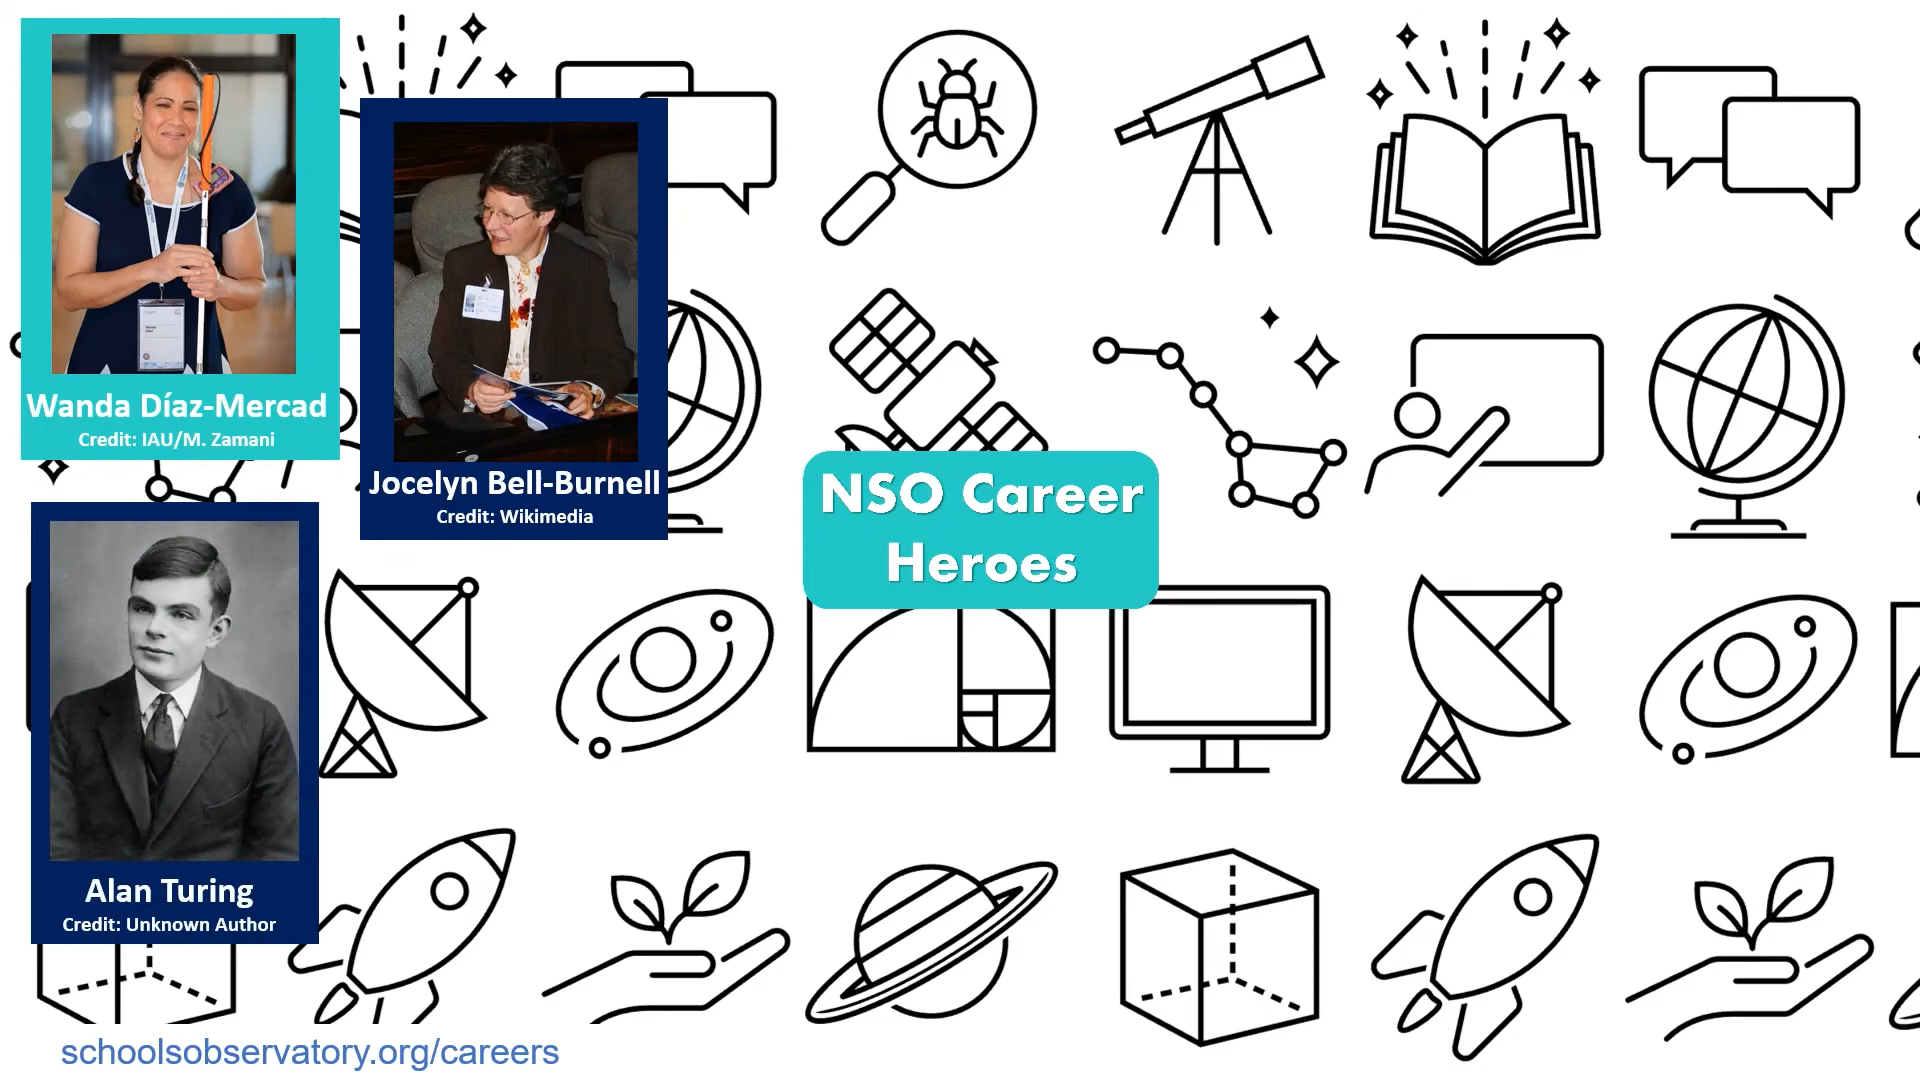 Wanda Díaz-Mercad
Credit: IAU/M. Zamani
Jocelyn Bell-Burnell
Credit: Wikimedia
NSO Career
Heroes
Alan Turing
Credit: Unknown Author
schoolsobservatory.org/careers